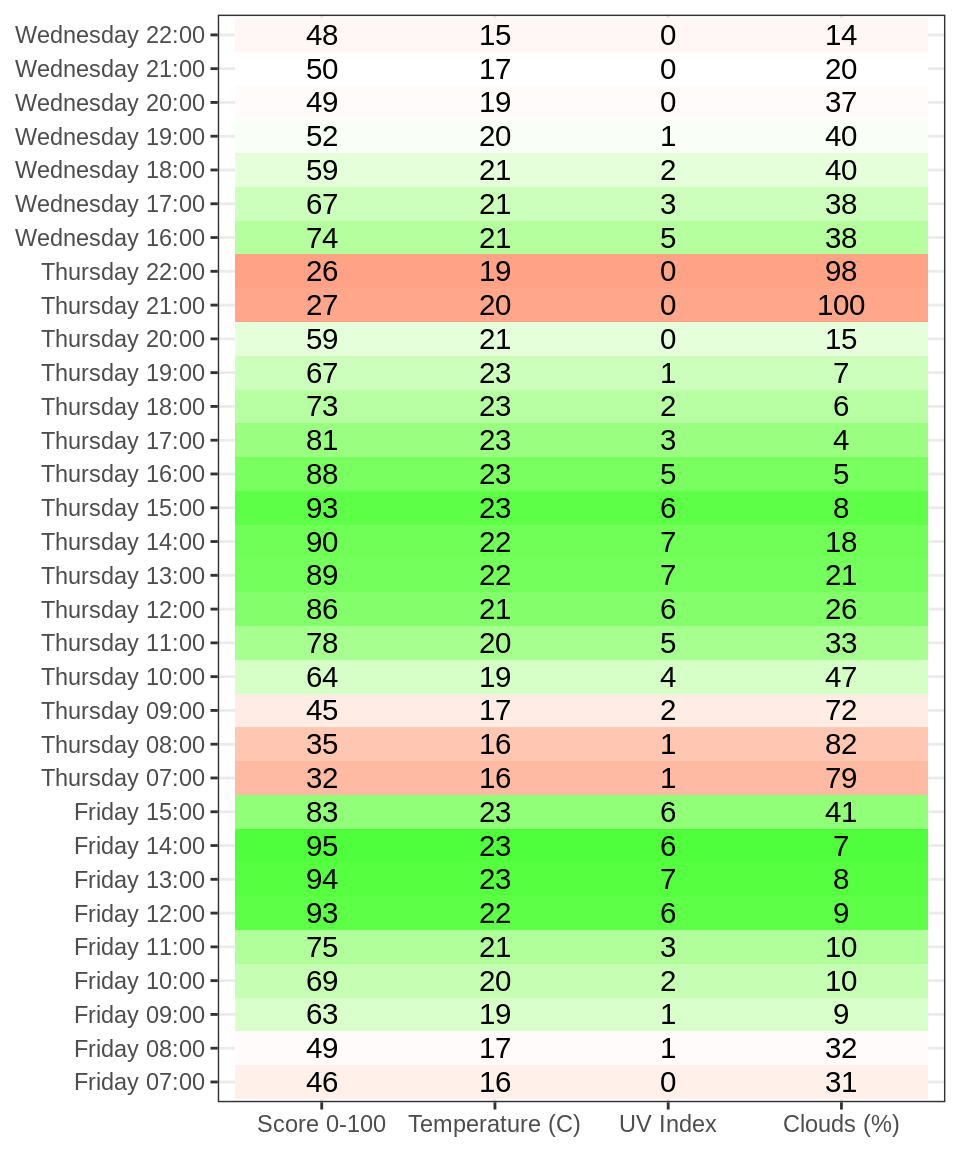 Wednesday 22:00 48 15 0 14
Wednesday 21:00 50 17 0 20
Wednesday 20:00 49 19 0 37
Wednesday 19:00 52 20 1 40
Wednesday 18:00 59 21 2 40
Wednesday 17:00 67 21 3 38
Wednesday 16:00 74 21 5 38
Thursday 22:00 26 19 0 98
Thursday 21:00 27 20 0 100
Thursday 20:00 59 21 0 15
Thursday 19:00 67 23 1 7
Thursday 18:00 73 23 2 6
Thursday 17:00 81 23 3 4
Thursday 16:00 88 23 5 5
Thursday 15:00 93 23 6 8
Thursday 14:00 90 22 7 18
Thursday 13:00 89 22 7 21
Thursday 12:00 86 21 6 26
Thursday 11:00 78 20 5 33
Thursday 10:00 64 19 4 47
Thursday 09:00 45 17 2 72
Thursday 08:00 35 16 1 82
Thursday 07:00 32 16 1 79
Friday 15:00 83 23 6 41
Friday 14:00 95 23 6 7
Friday 13:00 94 23 7 8
Friday 12:00 93 22 6 9
Friday 11:00 75 21 3 10
Friday 10:00 69 20 2 10
Friday 09:00 63 19 1 9
Friday 08:00 49 17 1 32
Friday 07:00 46 16 0 31
Score 0-100 Temperature (C) UV Index Clouds (%)